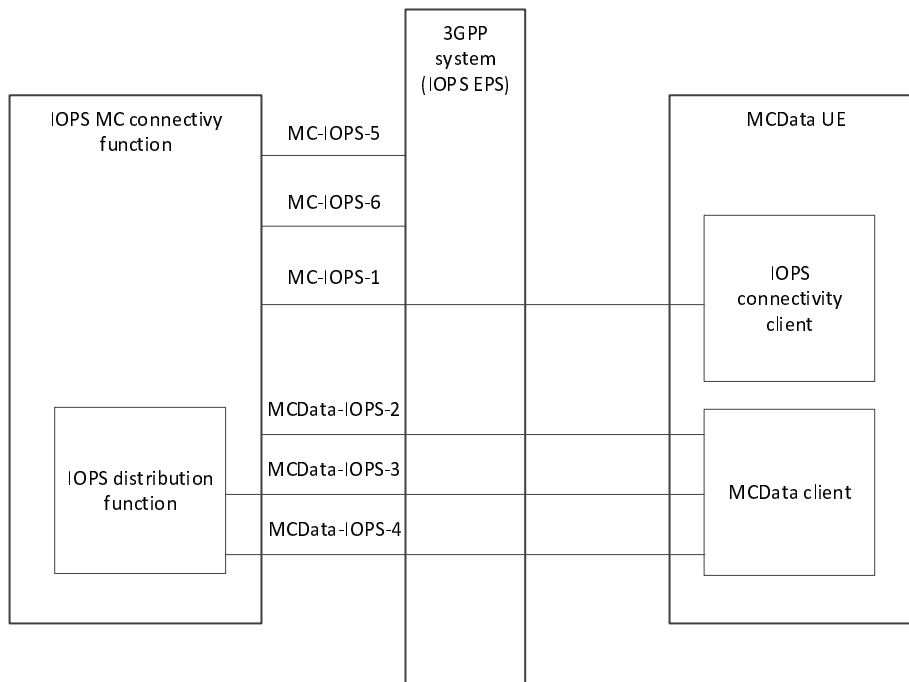 3GPP
system
(IOPS EPS)
IOPS MC connectivy
function
MC-IOPS-5
MC-IOPS-6
MC-IOPS-1
MCData UE
IOPS
connectivity
client
MCData-IOPS-2
MCData-IOPS-3
MCData-IOPS-4
IOPS distribution
function
MCData client